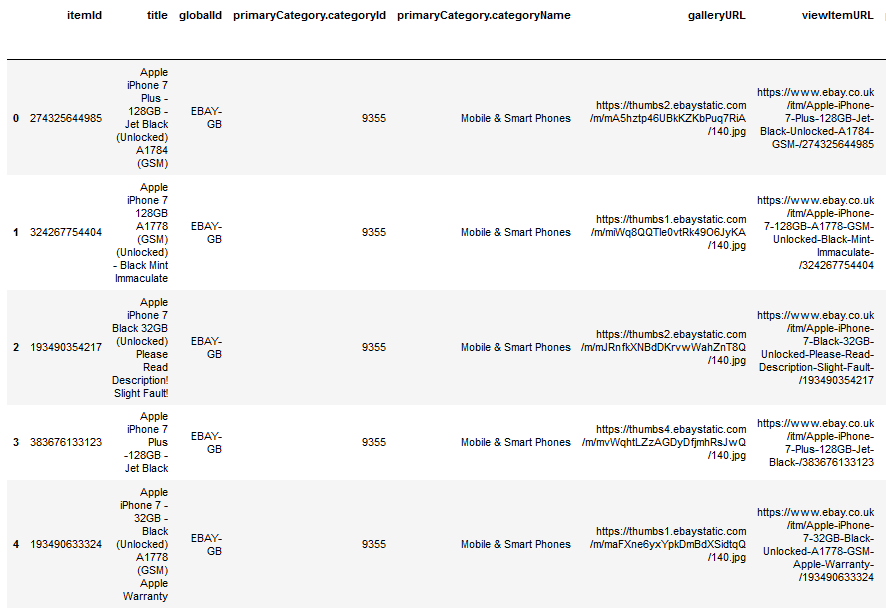 itemId title globalId primaryCategory.categoryId primaryCategory.categoryName galleryURL viewItemURL
0 274325644985
Apple
iPhone 7
Plus -
128GB -
Jet Black
(Unlocked)
A1784
(GSM)
EBAY-
GB
9355
Mobile & Smart Phones
https://thumbs2.ebaystatic.com
/m/mA5hztp46UBkKZKbPuq7RiA
/140.jpg
https://www.ebay.co.uk
/itm/Apple-iPhone-
7-Plus-128GB-Jet-
Black-Unlocked-A1784-
GSM-/274325644985
1 324267754404
Apple
iPhone 7
128GB
A1778
(GSM)
(Unlocked)
- Black Mint
Immaculate
EBAY-
GB
9355
Mobile & Smart Phones
https://thumbs1.ebaystatic.com
/m/miWq8QQTle0vtRk49O6JyKA
/140.jpg
https://www.ebay.co.uk
/itm/Apple-iPhone-
7-128GB-A1778-GSM-
Unlocked-Black-Mint-
Immaculate-
/324267754404
2 193490354217
Apple
iPhone 7
Black 32GB
(Unlocked)
Please
Read
Description!
Slight Fault!
EBAY-
GB
9355
Mobile & Smart Phones
https://thumbs2.ebaystatic.com
/m/mJRnfkXNBdDKrvwWahZnT8Q
/140.jpg
https://www.ebay.co.uk
/itm/Apple-iPhone-
7-Black-32GB-
Unlocked-Please-Read-
Description-Slight-Fault-
/193490354217
3 383676133123
Apple
iPhone 7
Plus
-128GB -
Jet Black
EBAY-
GB
9355
Mobile & Smart Phones
https://thumbs4.ebaystatic.com
/m/mvWqhtLZzAGDyDfjmhRsJwQ
/140.jpg
https://www.ebay.co.uk
/itm/Apple-iPhone-
7-Plus-128GB-Jet-
Black-/383676133123
4 193490633324
Apple
iPhone 7 -
32GB -
Black
(Unlocked)
A1778
(GSM)
Apple
Warranty
EBAY-
GB
9355
Mobile & Smart Phones
https://thumbs1.ebaystatic.com
/m/maFXne6yxYpkDmBdXSidtqQ
/140.jpg
https://www.ebay.co.uk
/itm/Apple-iPhone-
7-32GB-Black-
Unlocked-A1778-GSM-
Apple-Warranty-
/193490633324